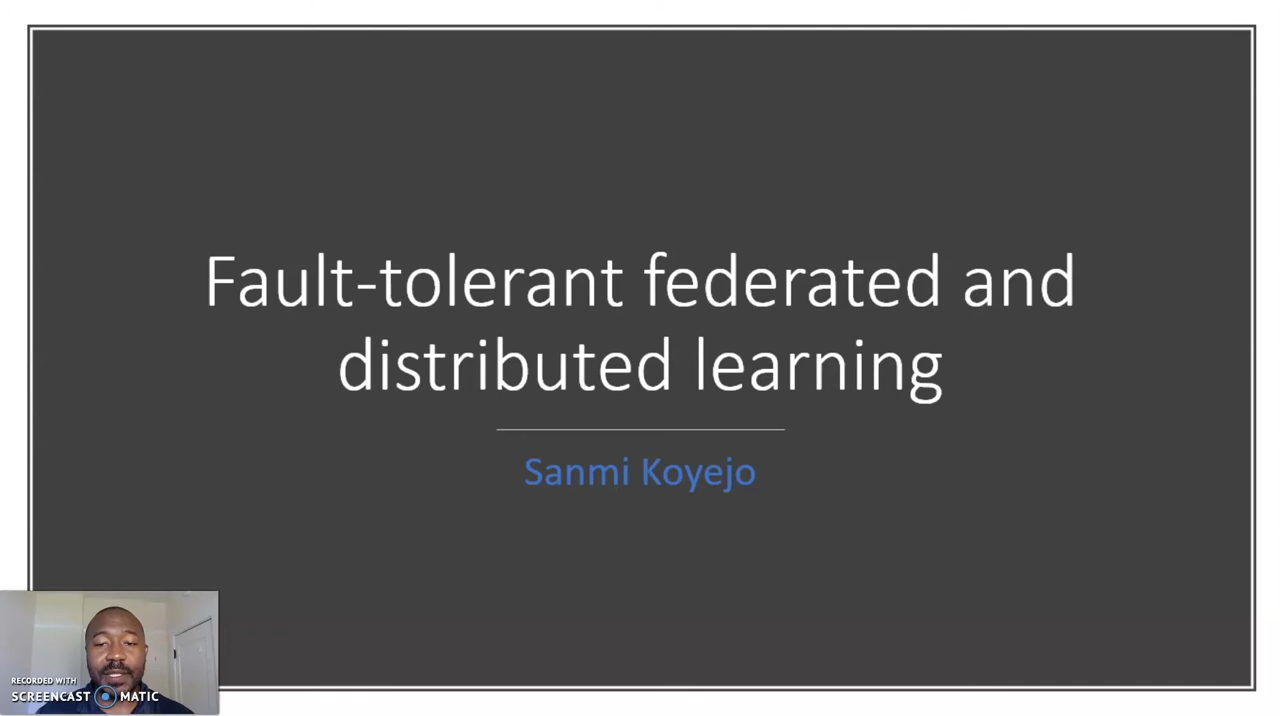 Fault-tolerant federated and
distributed learning
Sanmi Koyejo
RECORDED WITH
SCREENCAST MATIC